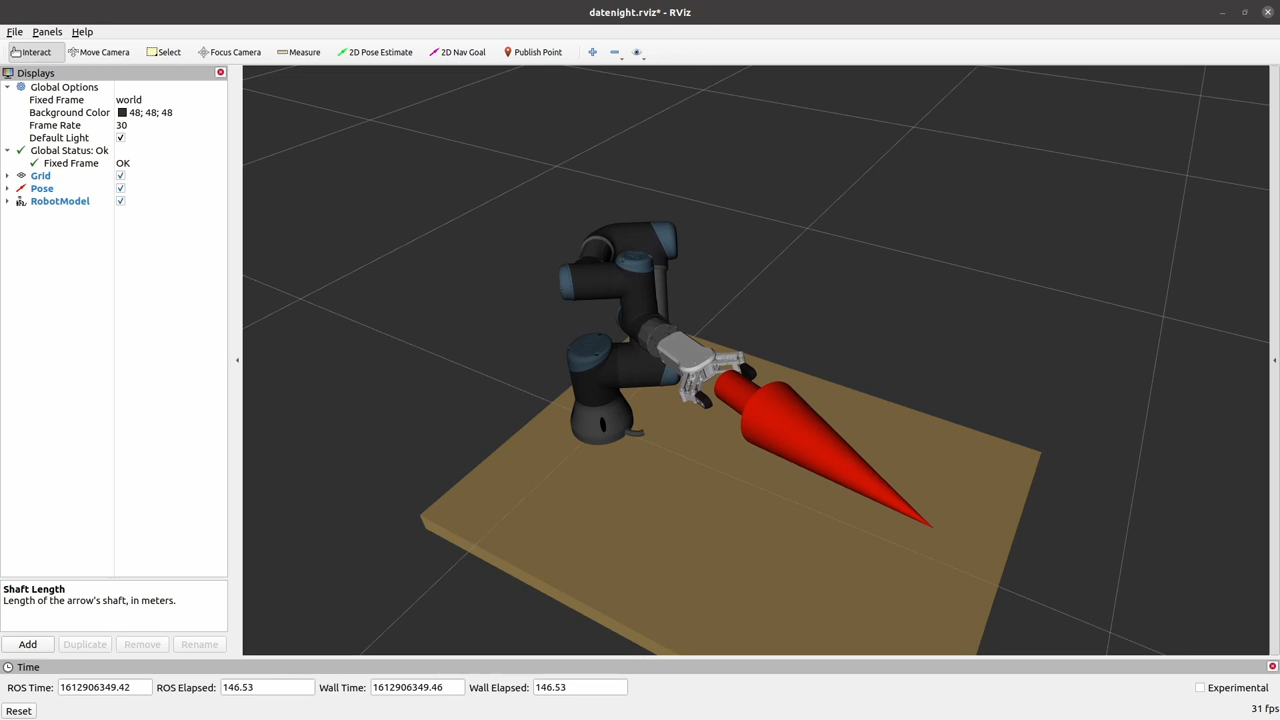 datenight.rviz* - RViz
File Panels Help
Interact Move Camera Select Focus Camera Measure 2D Pose Estimate 2D Nav Goal Publish Point
Displays
Global Options
Fixed Frame world
Background Color 48; 48; 48
Frame Rate 30
Default Light
Global Status: Ok
Fixed Frame OK
Grid
Pose
RobotModel
Shaft Length
Length of the arrow's shaft, in meters.
Add Duplicate Remove Rename
Time
ROS Time: 1612906349.42 ROS Elapsed: 146.53 Wall Time: 1612906349.46 Wall Elapsed: 146.53 Experimental
Reset 31 fps